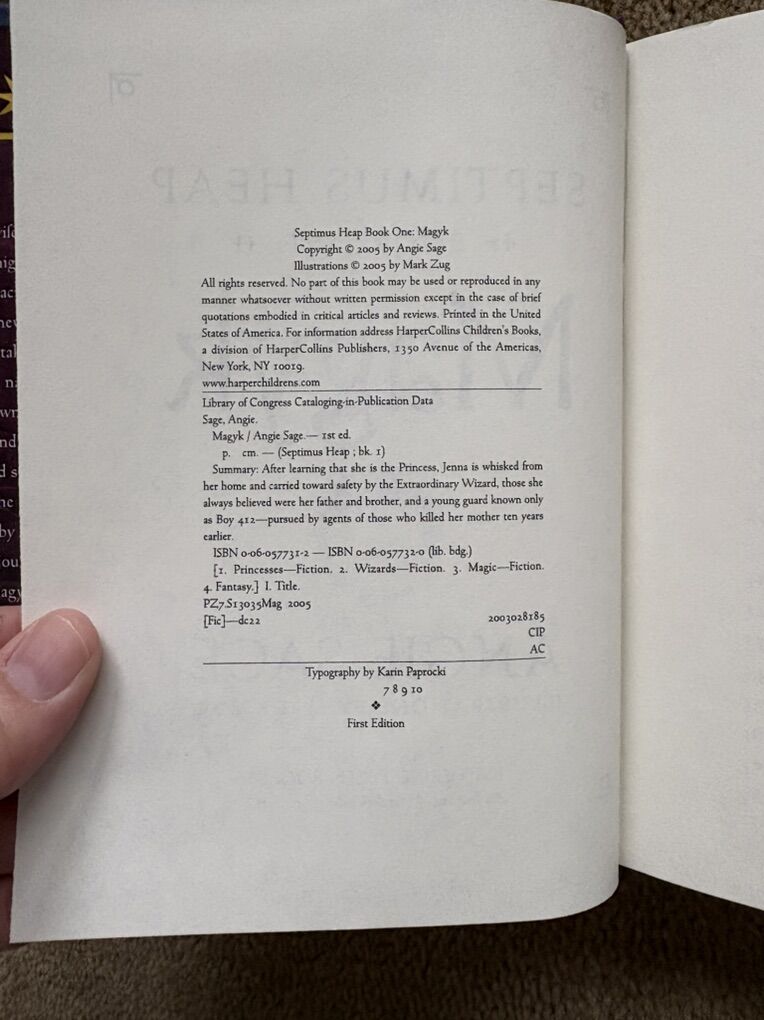 Septimus Heap Book One: Magyk
Copyright © 2005 by Angie Sage
Illustrations © 2005 by Mark Zug
All rights reserved. No part of this book may be used or reproduced in any
manner whatsoever without written permission except in the case of brief
quotations embodied in critical articles and reviews. Printed in the United
States of America. For information address HarperCollins Children's Books,
a division of HarperCollins Publishers, 1350 Avenue of the Americas,
New York, NY 10019.
www.harperchildrens.com
Library of Congress Cataloging-in-Publication Data
Sage, Angie.
Magyk / Angie Sage.— 1st ed.
p. cm. — (Septimus Heap ; bk. 1)
Summary: After learning that she is the Princess, Jenna is whisked from
her home and carried toward safety by the Extraordinary Wizard, those she
always believed were her father and brother, and a young guard known only
as Boy 412—pursued by agents of those who killed her mother ten years
earlier.
ISBN 0-06-057731-2 — ISBN 0-06-057732-0 (lib. bdg.)
[1. Princesses—Fiction. 2. Wizards—Fiction. 3. Magic—Fiction.
4. Fantasy.] I. Title.
PZ7.S13035Mag 2005
[Fic]—dc22 2003028185
CIP
AC
Typography by Karin Paprocki
7 8 9 10
❖
First Edition